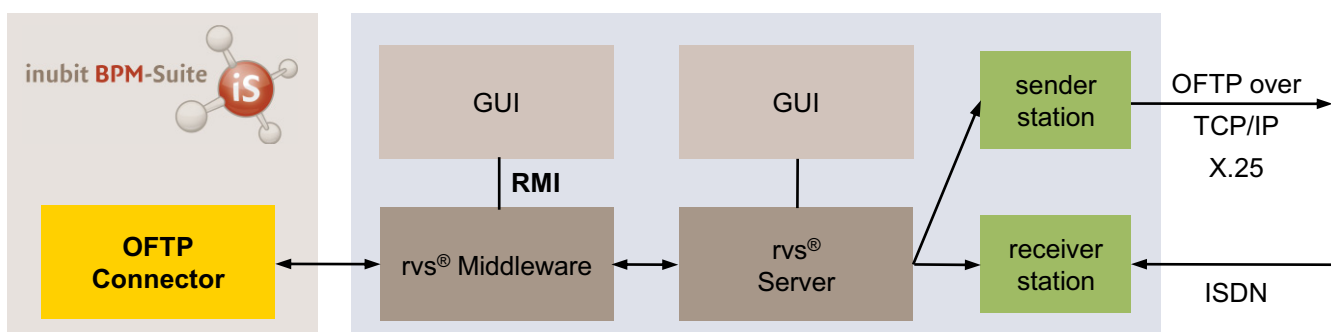 inubit BPM-Suite
iS
OFTP
Connector
GUI
RMI
rvs® Middleware
GUI
rvs®
Server
sender
station
receiver
station
OFTP over
TCP/IP
X.25
ISDN